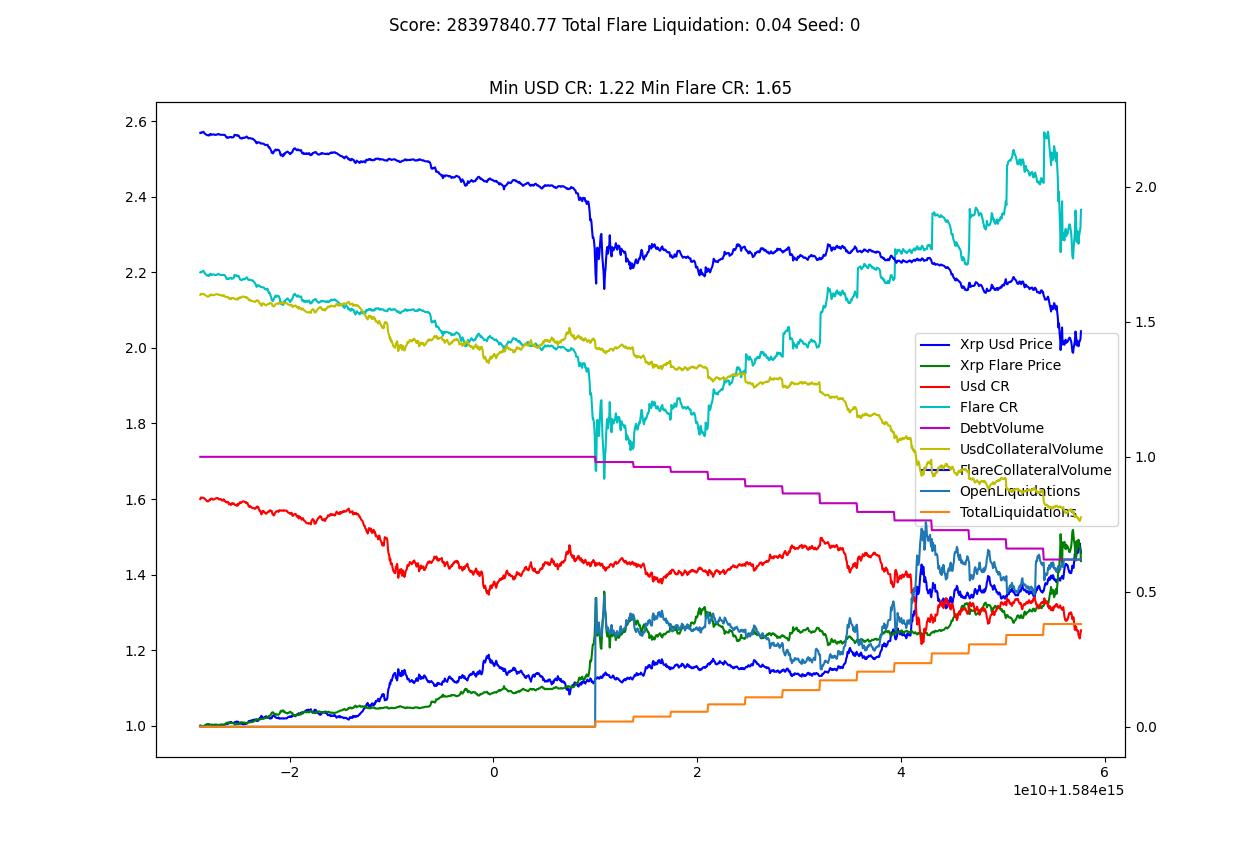 Score: 28397840.77 Total Flare Liquidation: 0.04 Seed: 0
Min USD CR: 1.22 Min Flare CR: 1.65
2.6
2.4
2.2
2.0
1.8
1.6
1.4
1.2
1.0
2.0
1.5
1.0
0.5
0.0
Xrp Usd Price
Xrp Flare Price
Usd CR
Flare CR
DebtVolume
UsdCollateralVolume
FlareCollateralVolume
OpenLiquidations
TotalLiquidations
−2
0
2
4
6
1e10+1.584e15